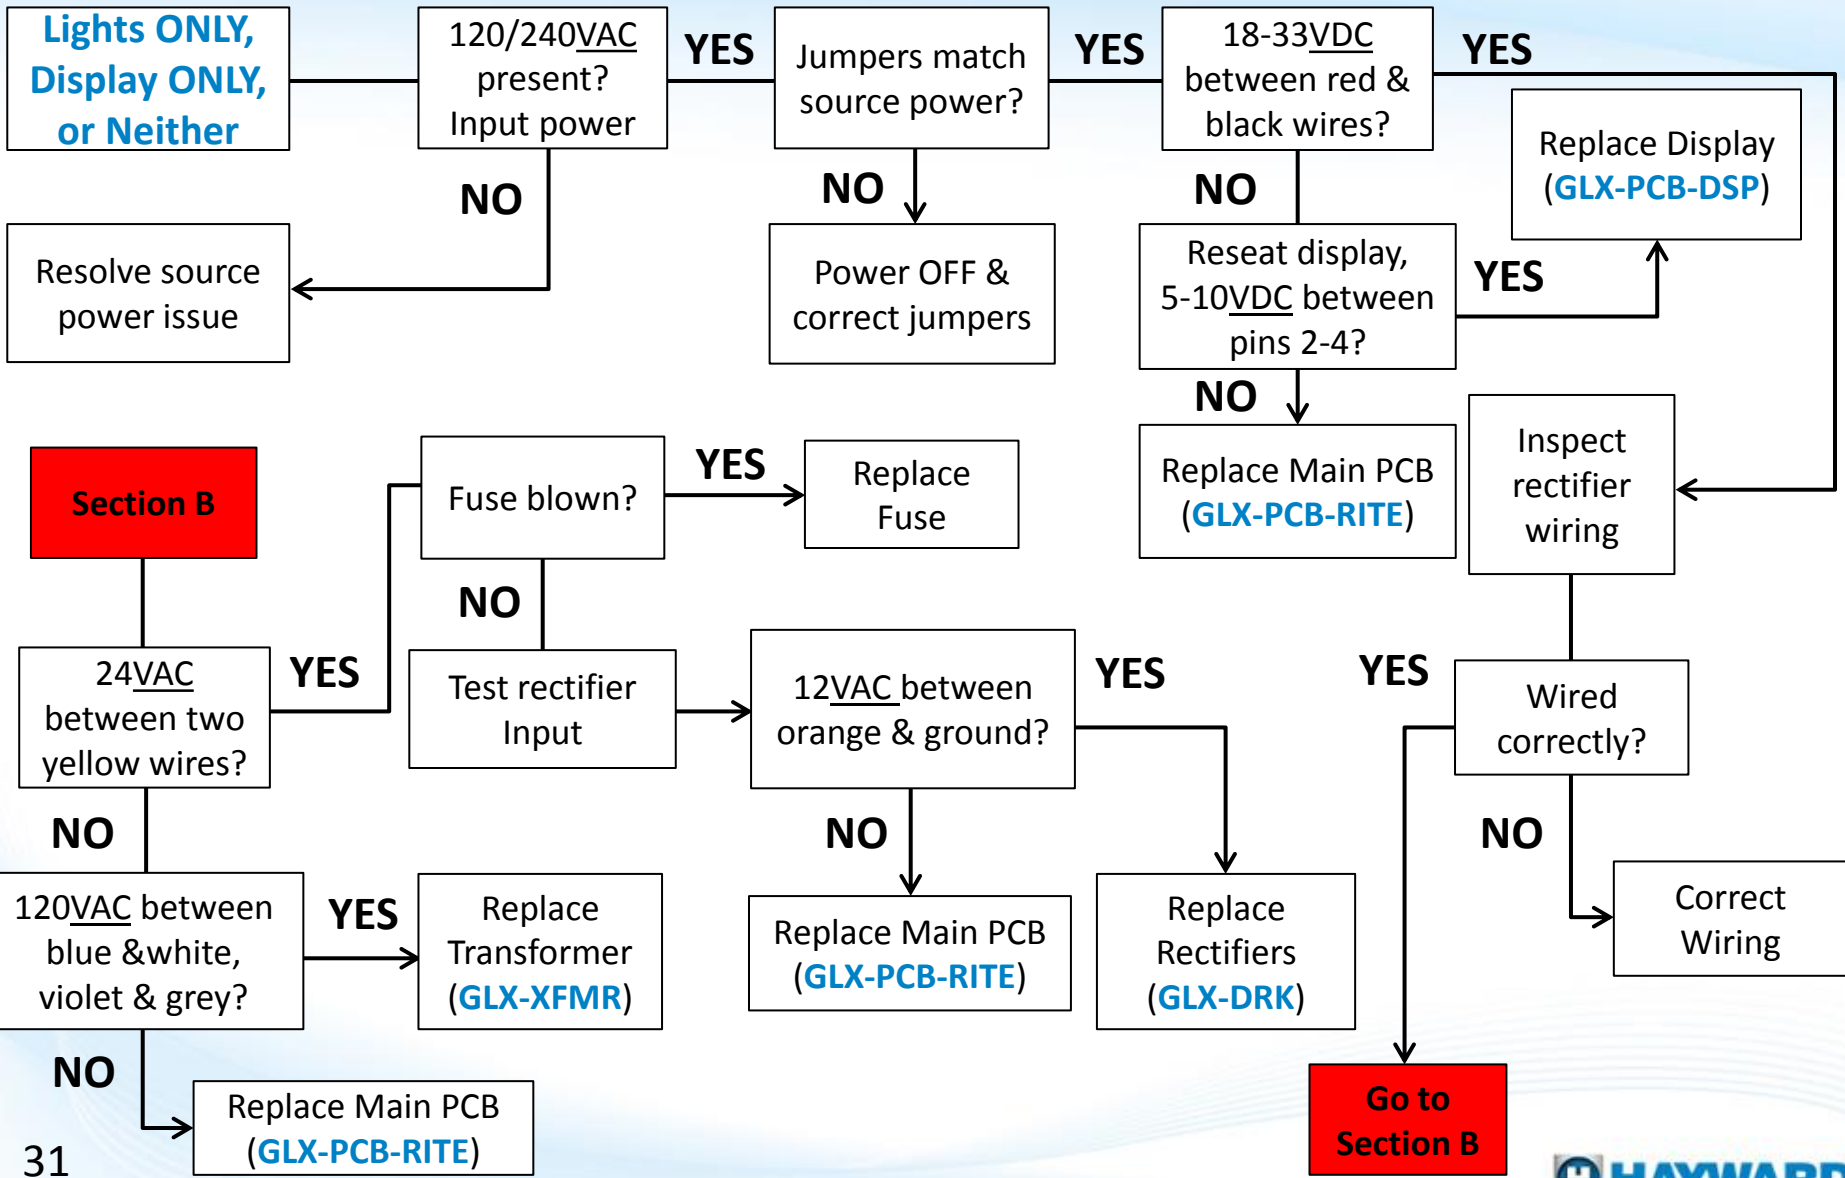 Lights ONLY,
Display ONLY,
or Neither
120/240VAC
present?
Input power
YES
Jumpers match
source power?
YES
18-33VDC
between red &
black wires?
YES
NO
Resolve source
power issue
NO
Power OFF &
correct jumpers
NO
Reseat display,
5-10VDC between
pins 2-4?
YES
Replace Display
(GLX-PCB-DSP)
NO
Replace Main PCB
(GLX-PCB-RITE)
Inspect
rectifier
wiring
Section B
Fuse blown?
YES
Replace
Fuse
NO
24VAC
between two
yellow wires?
YES
Test rectifier
Input
12VAC between
orange & ground?
YES
YES
Wired
correctly?
NO
NO
NO
120VAC between
blue &white,
violet & grey?
YES
Replace
Transformer
(GLX-XFMR)
Replace Main PCB
(GLX-PCB-RITE)
Replace
Rectifiers
(GLX-DRK)
Correct
Wiring
NO
Replace Main PCB
(GLX-PCB-RITE)
Go to
Section B
31
HAYWARD